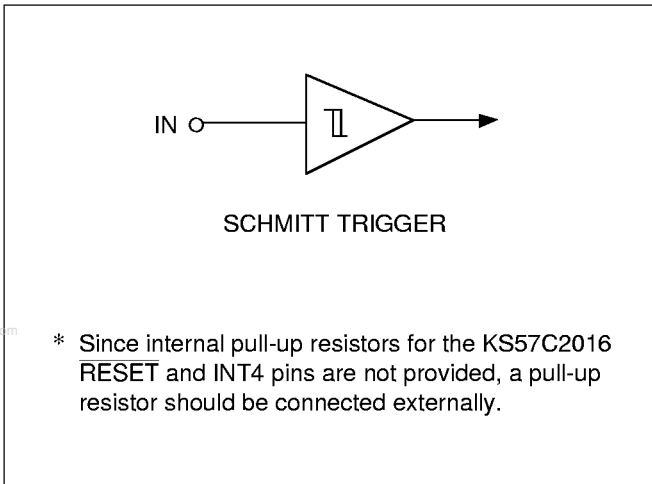 IN
SCHMITT TRIGGER
om
* Since internal pull-up resistors for the KS57C2016
RESET and INT4 pins are not provided, a pull-up
resistor should be connected externally.